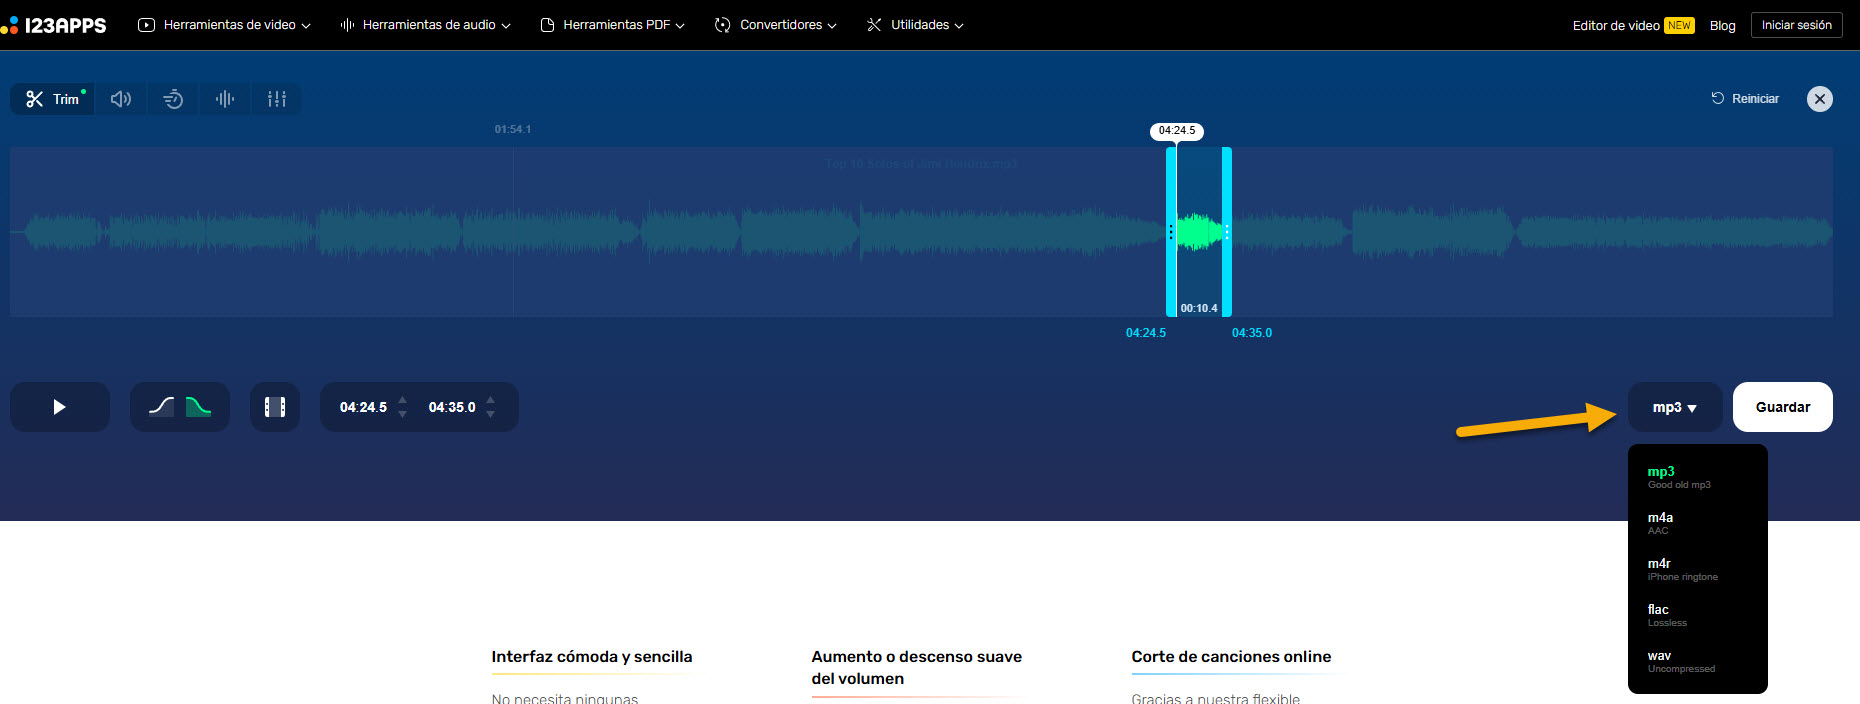 123APPS
Herramientas de video
Herramientas de audio
Herramientas PDF
Convertidores
Utilidades
Editor de video NEW
Blog
Iniciar sesión
Trim
Reiniciar
01:54.1
04:24.5
Top 10 Solos of Jimi Hendrix.mp3
00:10.4
04:24.5
04:35.0
04:24.5
04:35.0
mp3
Guardar
mp3
Good old mp3
m4a
AAC
m4r
iPhone ringtone
flac
Lossless
wav
Uncompressed
Interfaz cómoda y sencilla
Aumento o descenso suave
del volumen
Corte de canciones online
No necesita ningunas
Gracias a nuestra flexible